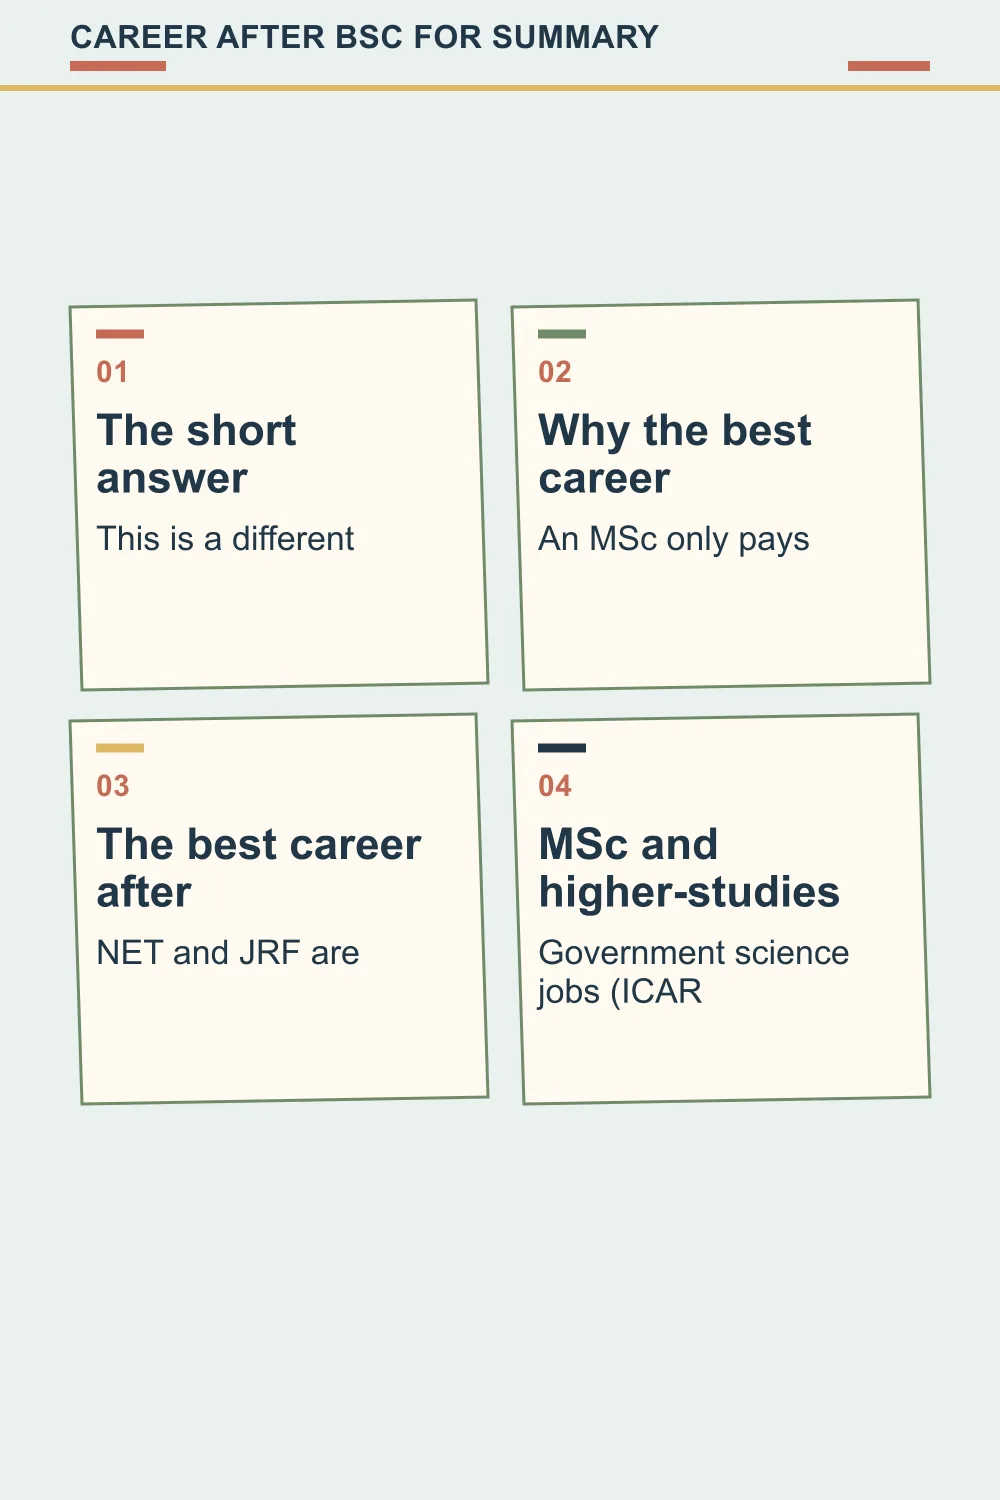 CAREER AFTER BSC FOR SUMMARY
01
The short
answer
This is a different
02
Why the best
career
An MSc only pays
03
The best career
after
NET and JRF are
04
MSc and
higher-studies
Government science
jobs (ICAR